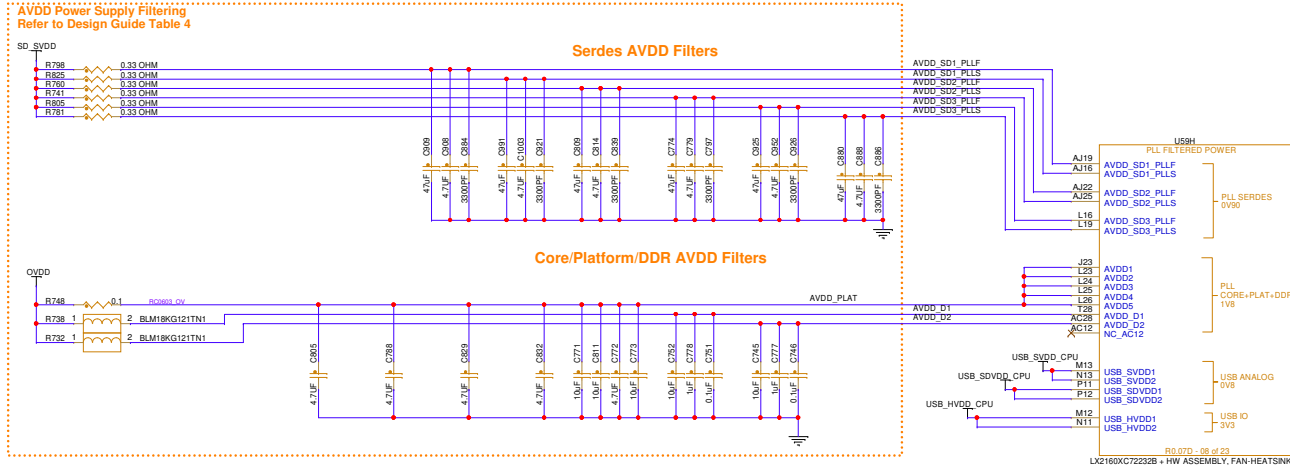 AVDD Power Supply Filtering
Refer to Design Guide Table 4
SD_SVDD
Serdes AVDD Filters
R798 0.33 OHM AVDD_SD1_PLLF
R825 0.33 OHM AVDD_SD1_PLLS
R760 0.33 OHM AVDD_SD2_PLLF
R741 0.33 OHM AVDD_SD2_PLLS
R805 0.33 OHM AVDD_SD3_PLLF
R781 0.33 OHM AVDD_SD3_PLLS
C909 C908 C884 C891 C1003 C921 C809 C814 C839 C774 C779 C797 C925 C952 C926 C880 C888 C886
47uF 4.7UF 3300PF 47uF 4.7UF 3300PF 47uF 4.7UF 3300PF 47uF 4.7UF 3300PF 47uF 4.7UF 3300PF 47uF 4.7UF 3300PF
U59H
PLL FILTERED POWER
AJ19 AVDD_SD1_PLLF
AJ16 AVDD_SD1_PLLS
AJ22 AVDD_SD2_PLLF
AJ25 AVDD_SD2_PLLS
L16 AVDD_SD3_PLLF
L19 AVDD_SD3_PLLS
PLL SERDES
0V90
Core/Platform/DDR AVDD Filters
OVDD
R748 0.1 RC0603_OV AVDD_PLAT
R738 1 2 BLM18KG121TN1 AVDD_D1
R732 1 2 BLM18KG121TN1 AVDD_D2
C805 C788 C829 C832 C771 C811 C772 C773 C752 C778 C751 C745 C777 C746
4.7UF 4.7UF 4.7UF 4.7UF 10uF 10uF 10uF 10uF 10uF 1uF 0.1uF 10uF 1uF 0.1uF
J23 AVDD1
L23 AVDD2
L24 AVDD3
L25 AVDD4
L26 AVDD5
T28 AVDD_D1
AC28 AVDD_D2
AC12 NC_AC12
PLL
CORE+PLAT+DDR
1V8
USB_SVDD_CPU
M13 USB_SVDD1
N13 USB_SVDD2
USB_SDVDD_CPU
P11 USB_SDVDD1
P12 USB_SDVDD2
USB ANALOG
0V8
USB_HVDD_CPU
M12 USB_HVDD1
N11 USB_HVDD2
USB IO
3V3
R0.07D - 08 of 23
LX2160XC72232B + HW ASSEMBLY, FAN-HEATSINK